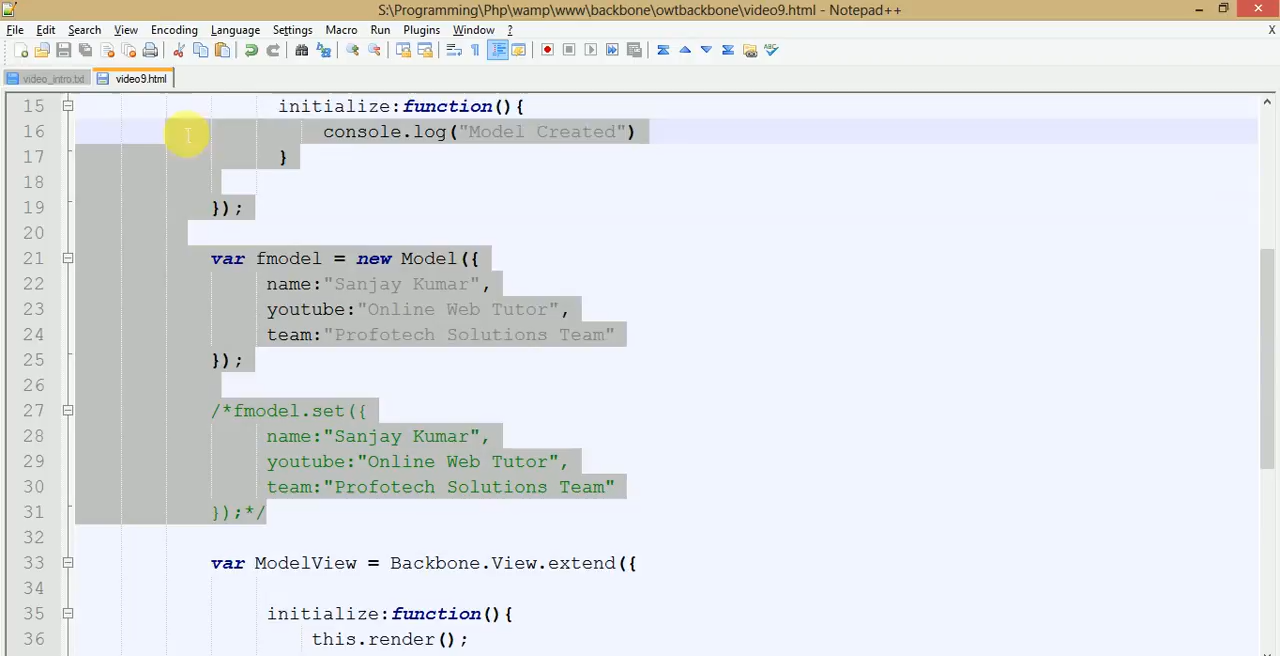 S:\Programming\Php\wamp\www\backbone\owtbackbone\video9.html - Notepad++
File Edit Search View Encoding Language Settings Macro Run Plugins Window ? X
video_intro.txt video9.html
15 initialize:function(){
16 console.log("Model Created")
17 }
18
19 });
20
21 var fmodel = new Model({
22 name:"Sanjay Kumar",
23 youtube:"Online Web Tutor",
24 team:"Profotech Solutions Team"
25 });
26
27 /*fmodel.set({
28 name:"Sanjay Kumar",
29 youtube:"Online Web Tutor",
30 team:"Profotech Solutions Team"
31 });*/
32
33 var ModelView = Backbone.View.extend({
34
35 initialize:function(){
36 this.render();